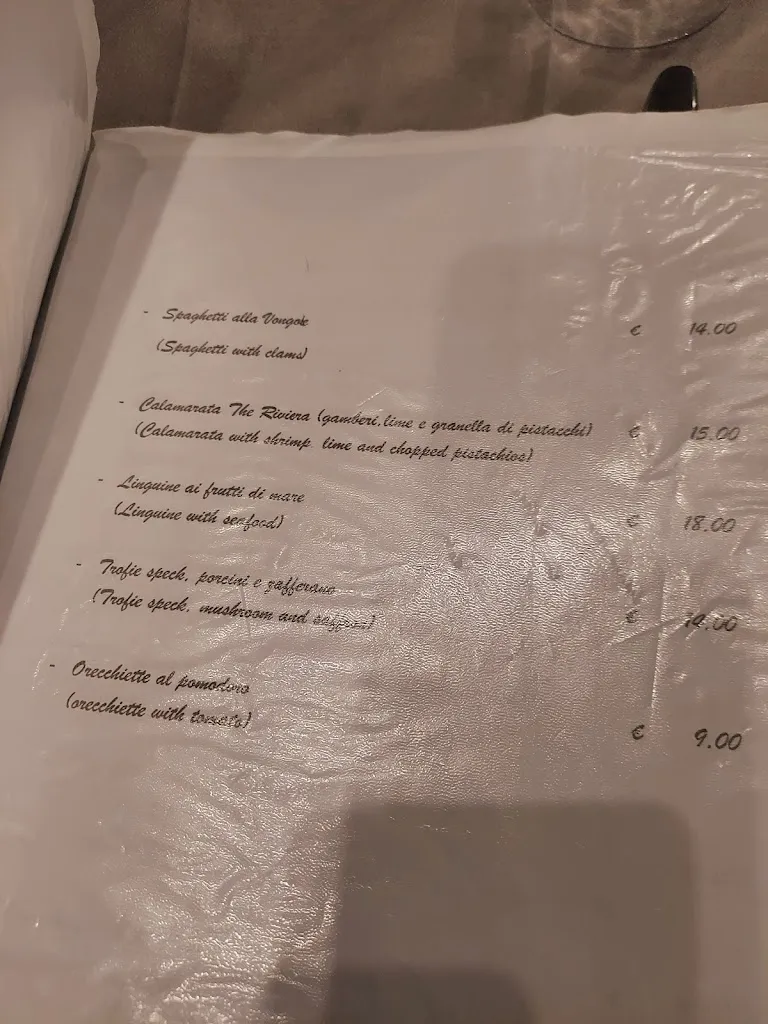 - Spaghetti alla Vongole € 14.00
(Spaghetti with clams)
- Calamarata The Riviera (gamberi, lime e granella di pistacchi) € 15.00
(Calamarata with shrimp, lime and chopped pistachios)
- Linguine ai frutti di mare
(Linguine with seafood) € 18.00
- Trofie speck, porcini e zafferano
(Trofie speck, mushroom and saffron) €
- Orecchiette al pomodoro
(orecchiette with tomato) € 9.00